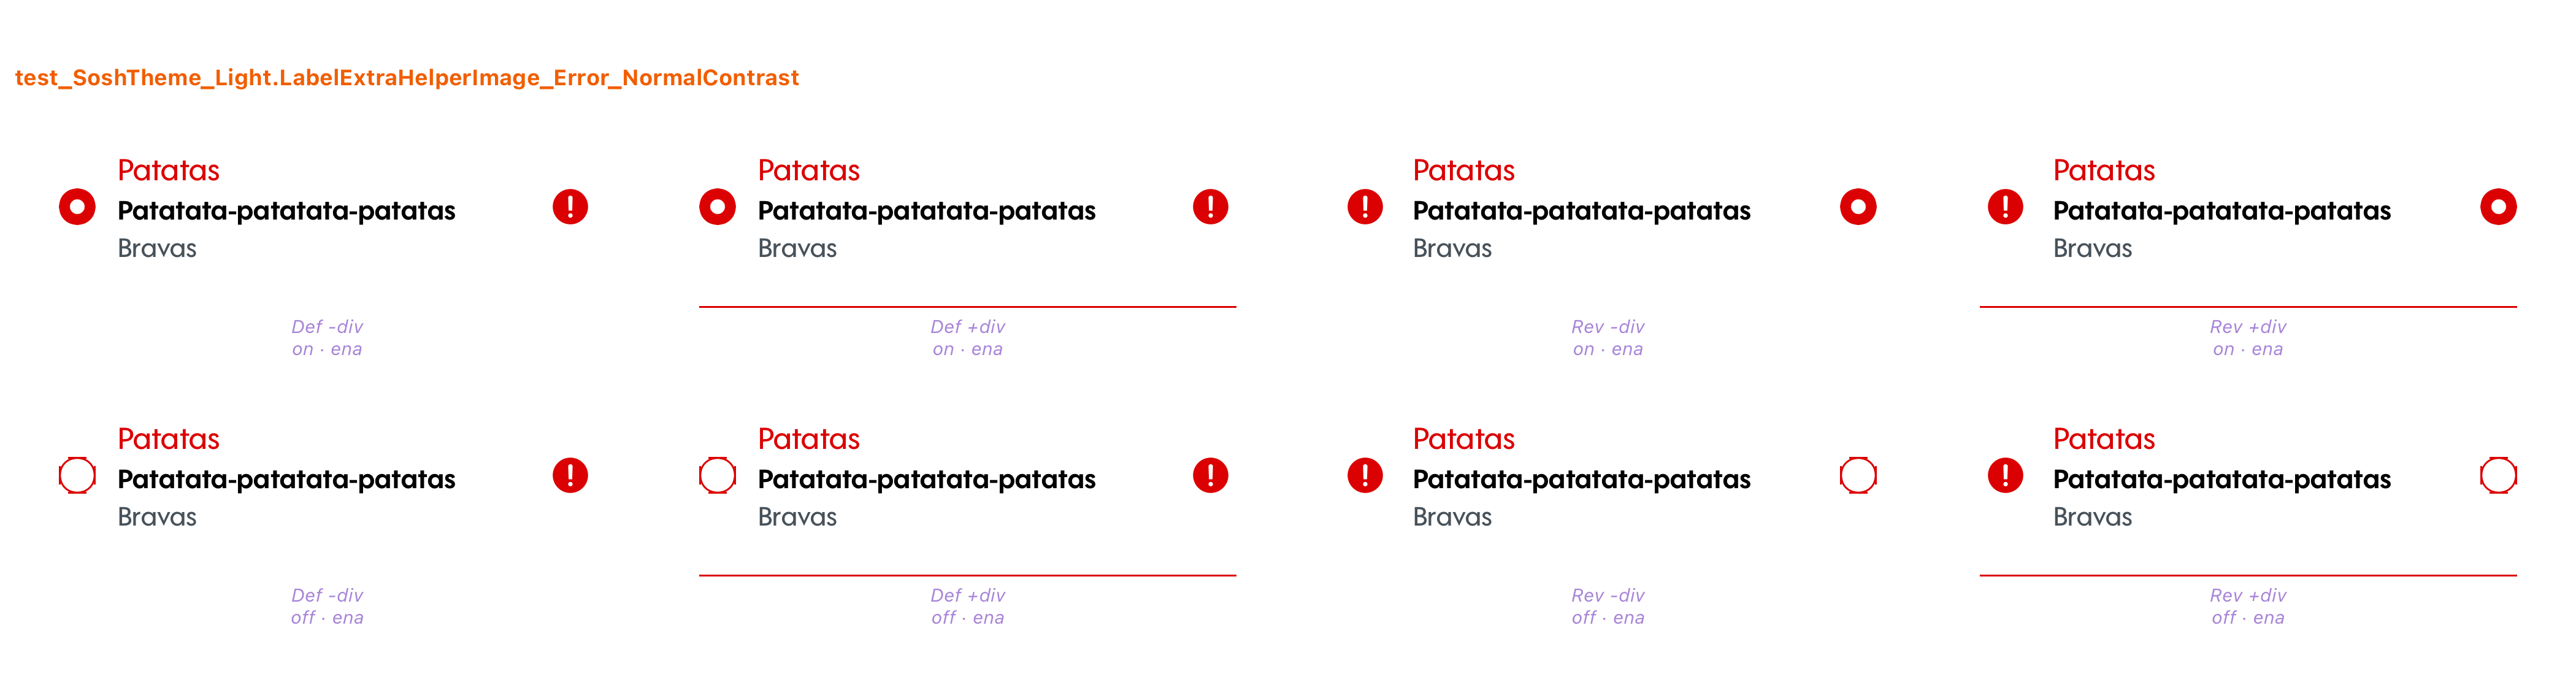 test_SoshTheme_Light.LabelExtraHelperImage_Error_NormalContrast
Patatas
Patatata-patatata-patatas
Bravas
Def -div
on · ena
Patatas
Patatata-patatata-patatas
Bravas
Def +div
on · ena
Patatas
Patatata-patatata-patatas
Bravas
Rev -div
on · ena
Patatas
Patatata-patatata-patatas
Bravas
Rev +div
on · ena
Patatas
Patatata-patatata-patatas
Bravas
Def -div
off · ena
Patatas
Patatata-patatata-patatas
Bravas
Def +div
off · ena
Patatas
Patatata-patatata-patatas
Bravas
Rev -div
off · ena
Patatas
Patatata-patatata-patatas
Bravas
Rev +div
off · ena